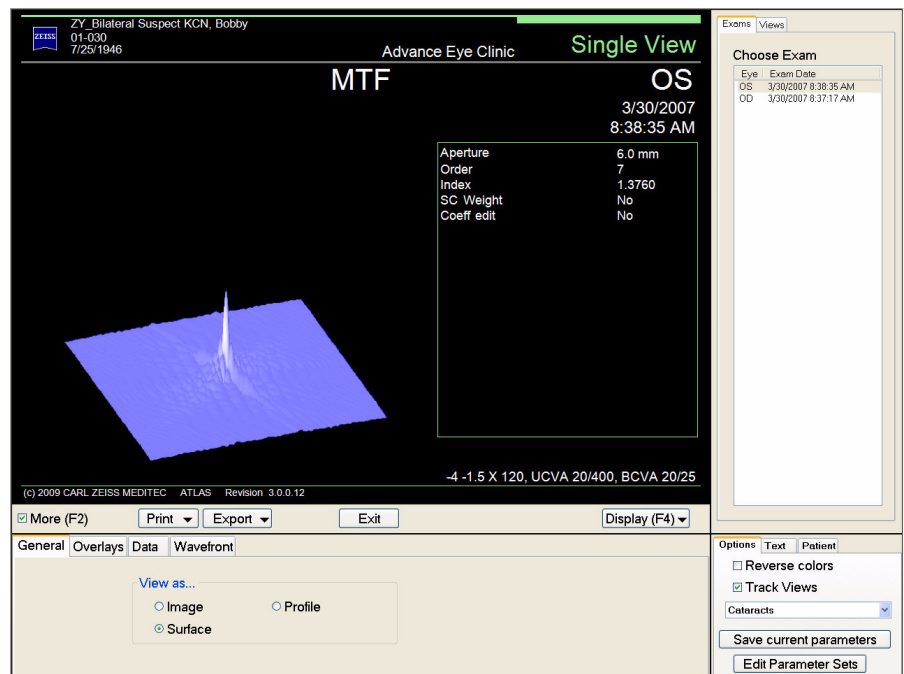 ZEISS
ZY_Bilateral Suspect KCN, Bobby
01-030
7/25/1946
Advance Eye Clinic
Single View
MTF
OS
3/30/2007
8:38:35 AM
Aperture 6.0 mm
Order 7
Index 1.3760
SC Weight No
Coeff edit No
-4 -1.5 X 120, UCVA 20/400, BCVA 20/25
(c) 2009 CARL ZEISS MEDITEC ATLAS Revision 3.0.0.12
More (F2) Print Export Exit Display (F4)
General Overlays Data Wavefront
View as...
Image Profile
Surface
Exams Views
Choose Exam
Eye Exam Date
OS 3/30/2007 8:38:35 AM
OD 3/30/2007 8:37:17 AM
Options Text Patient
Reverse colors
Track Views
Cataracts
Save current parameters
Edit Parameter Sets